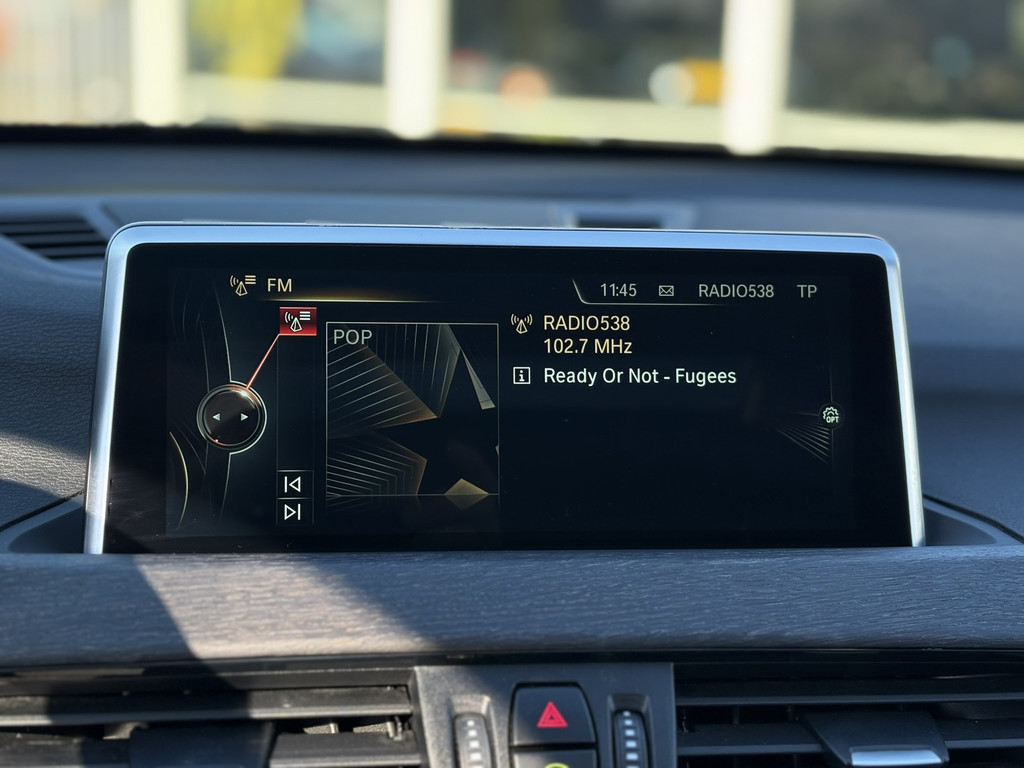 FM
11:45 RADIO538 TP
POP
RADIO538
102.7 MHz
Ready Or Not - Fugees
OPT